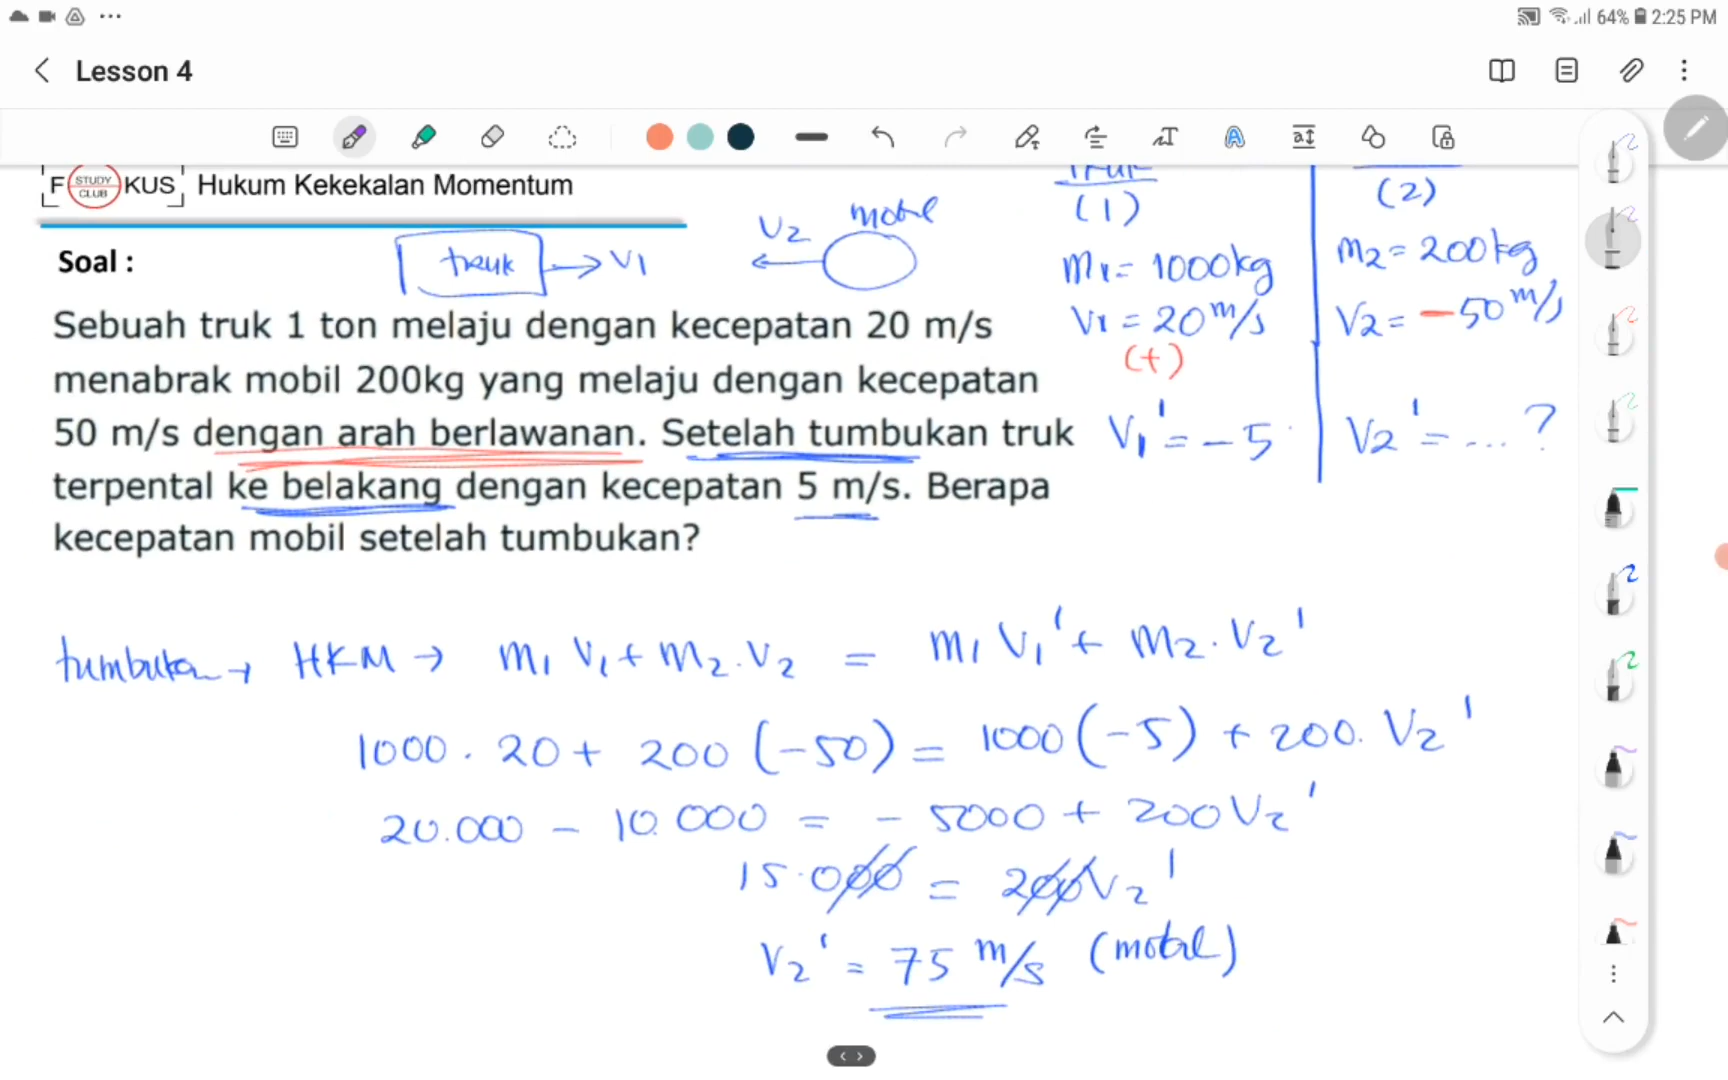 64% 2:25 PM
Lesson 4
FOKUS STUDY CLUB Hukum Kekekalan Momentum
Soal :
truk → V1
V2 mobil
Sebuah truk 1 ton melaju dengan kecepatan 20 m/s
menabrak mobil 200kg yang melaju dengan kecepatan
50 m/s dengan arah berlawanan. Setelah tumbukan truk
terpental ke belakang dengan kecepatan 5 m/s. Berapa
kecepatan mobil setelah tumbukan?
truk
(1)
m1 = 1000kg
V1 = 20 m/s
(+)
V1' = -5
(2)
m2 = 200kg
V2 = -50 m/s
V2' = ... ?
tumbukan → HKM → m1 V1 + m2 . V2 = m1 V1' + m2 . V2'
1000 . 20 + 200 (-50) = 1000 (-5) + 200 . V2'
20.000 - 10.000 = - 5000 + 200 V2'
15.000 = 200 V2'
V2' = 75 m/s (mobil)